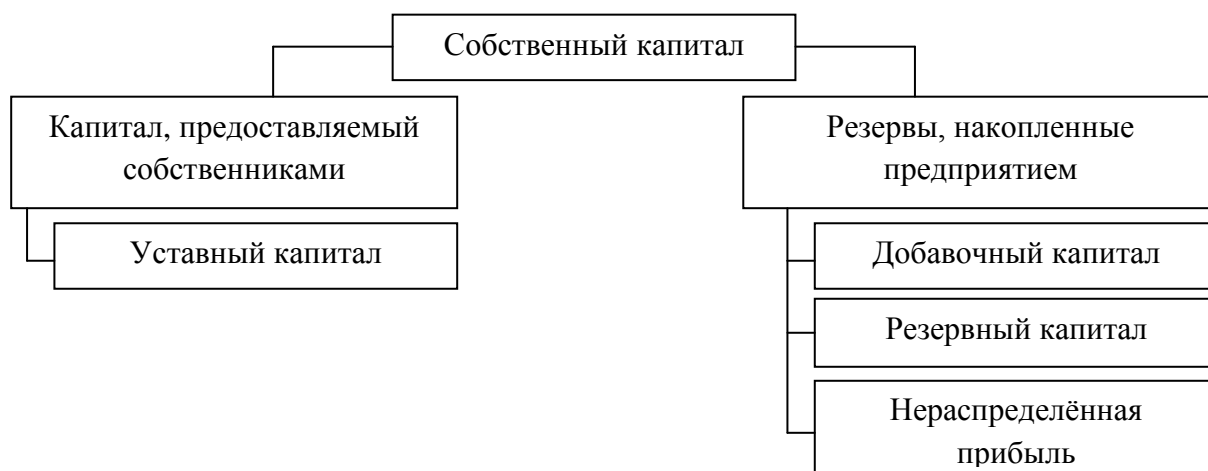 Собственный капитал
Капитал, предоставляемый
собственниками
Резервы, накопленные
предприятием
Уставный капитал
Добавочный капитал
Резервный капитал
Нераспределённая
прибыль